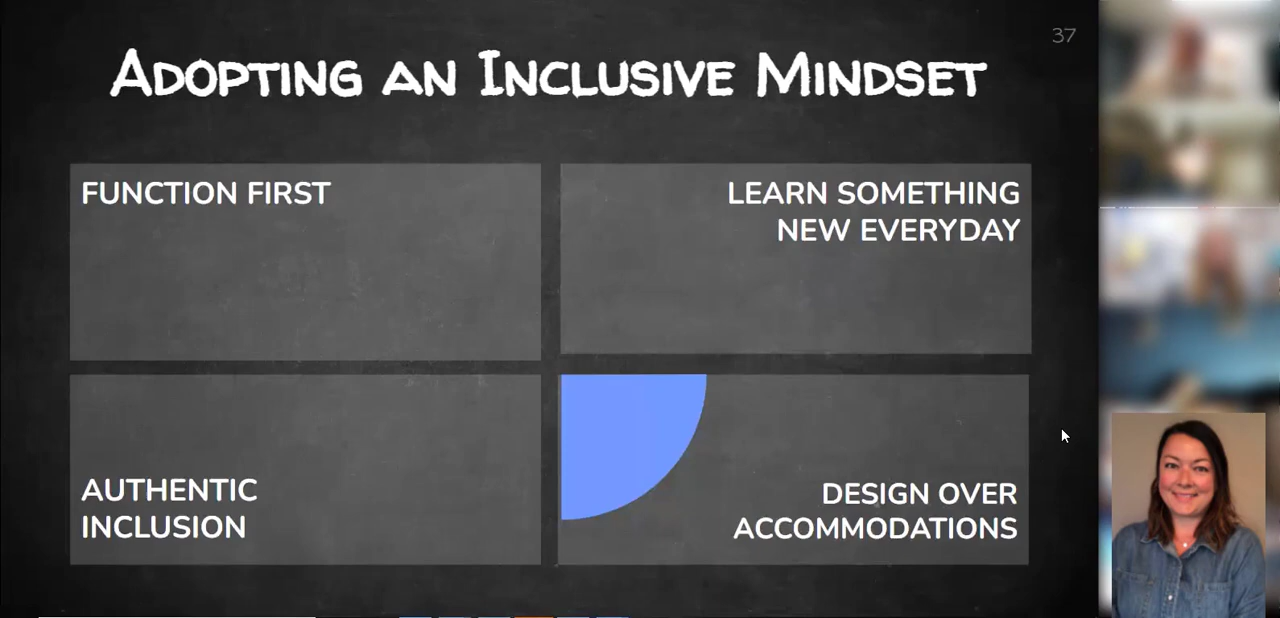 37
ADOPTING AN INCLUSIVE MINDSET
FUNCTION FIRST
LEARN SOMETHING
NEW EVERYDAY
AUTHENTIC
INCLUSION
DESIGN OVER
ACCOMMODATIONS